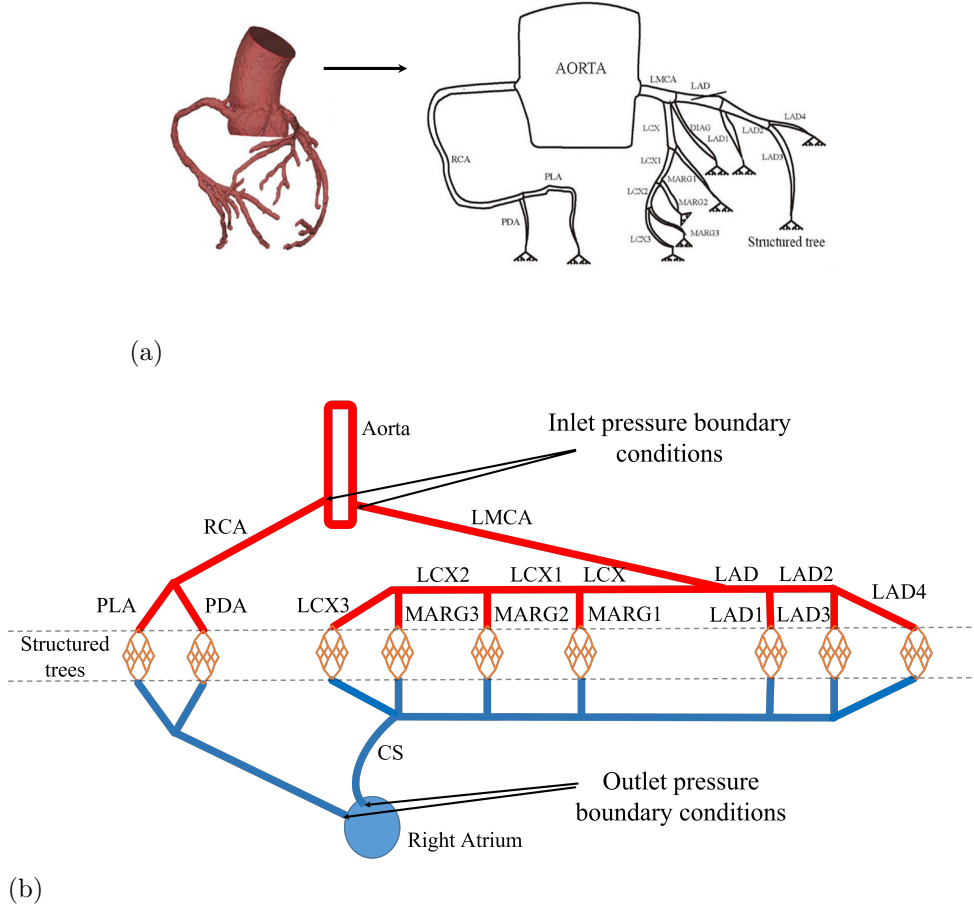 AORTA
LMCA
LAD
LCX
DIAG
LAD1
LAD2
LAD4
LAD3
RCA
PLA
LCX1
MARG1
LCX2
MARG2
PDA
LCX3
MARG3
Structured tree
(a)
Aorta
Inlet pressure boundary
conditions
RCA
LMCA
LCX2
LCX1
LCX
LAD
LAD2
PLA
PDA
LCX3
MARG3
MARG2
MARG1
LAD1
LAD3
LAD4
Structured
trees
CS
Outlet pressure
boundary conditions
Right Atrium
(b)